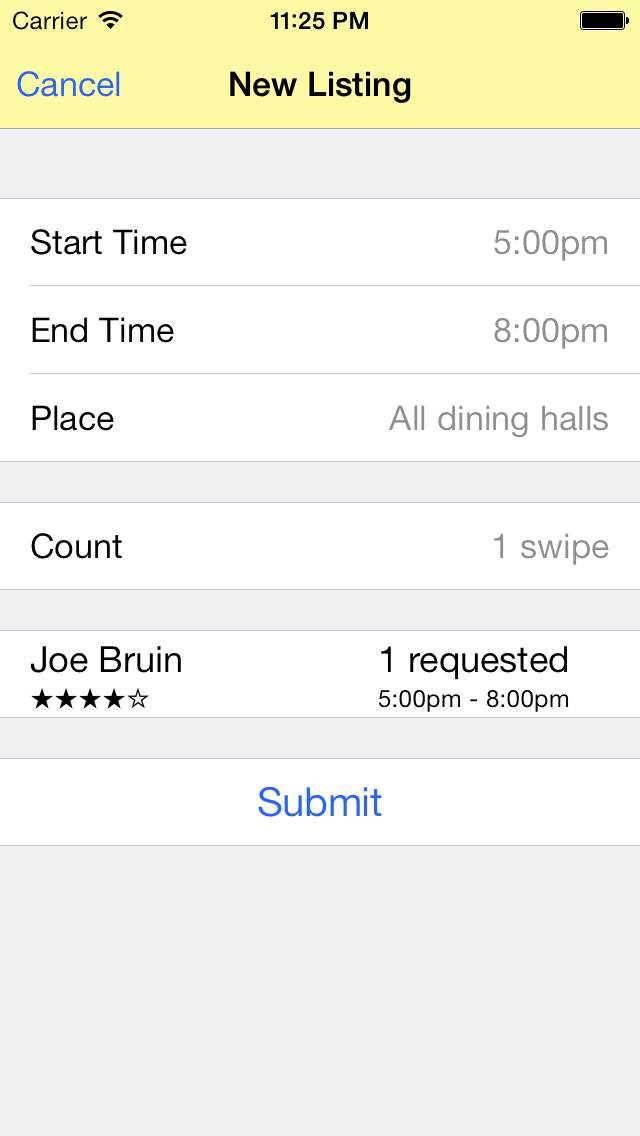 Carrier 11:25 PM
Cancel New Listing
Start Time 5:00pm
End Time 8:00pm
Place All dining halls
Count 1 swipe
Joe Bruin 1 requested
★★★★☆ 5:00pm - 8:00pm
Submit